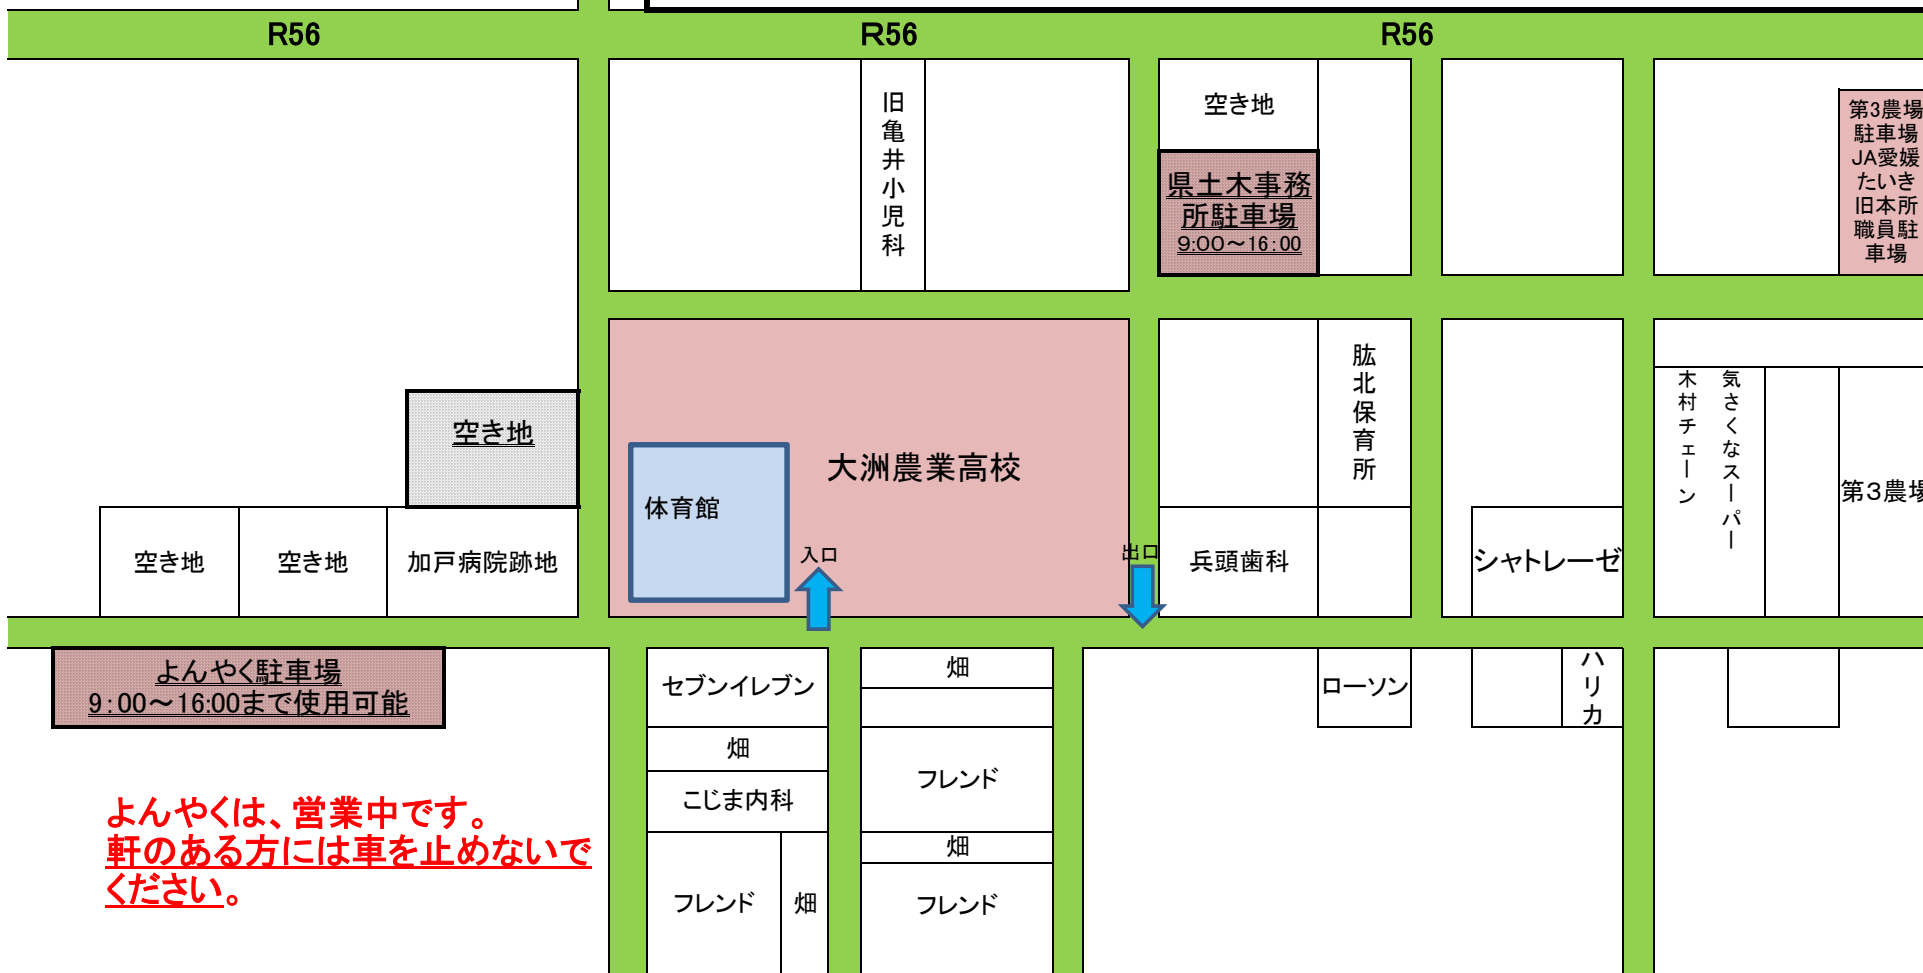 R56
R56
R56
旧亀井小児科
空き地
県土木事務
所駐車場
9:00～16:00
第3農場
駐車場
JA愛媛
たいき
旧本所
職員駐
車場
空き地
大洲農業高校
体育館
入口
出口
肱北保育所
気さくなスーパー
木村チェーン
第3農場
空き地
空き地
加戸病院跡地
兵頭歯科
シャトレーゼ
よんやく駐車場
9:00～16:00まで使用可能
セブンイレブン
畑
ローソン
ハリカ
畑
フレンド
こじま内科
畑
フレンド
畑
フレンド
よんやくは、営業中です。
軒のある方には車を止めないで
ください。